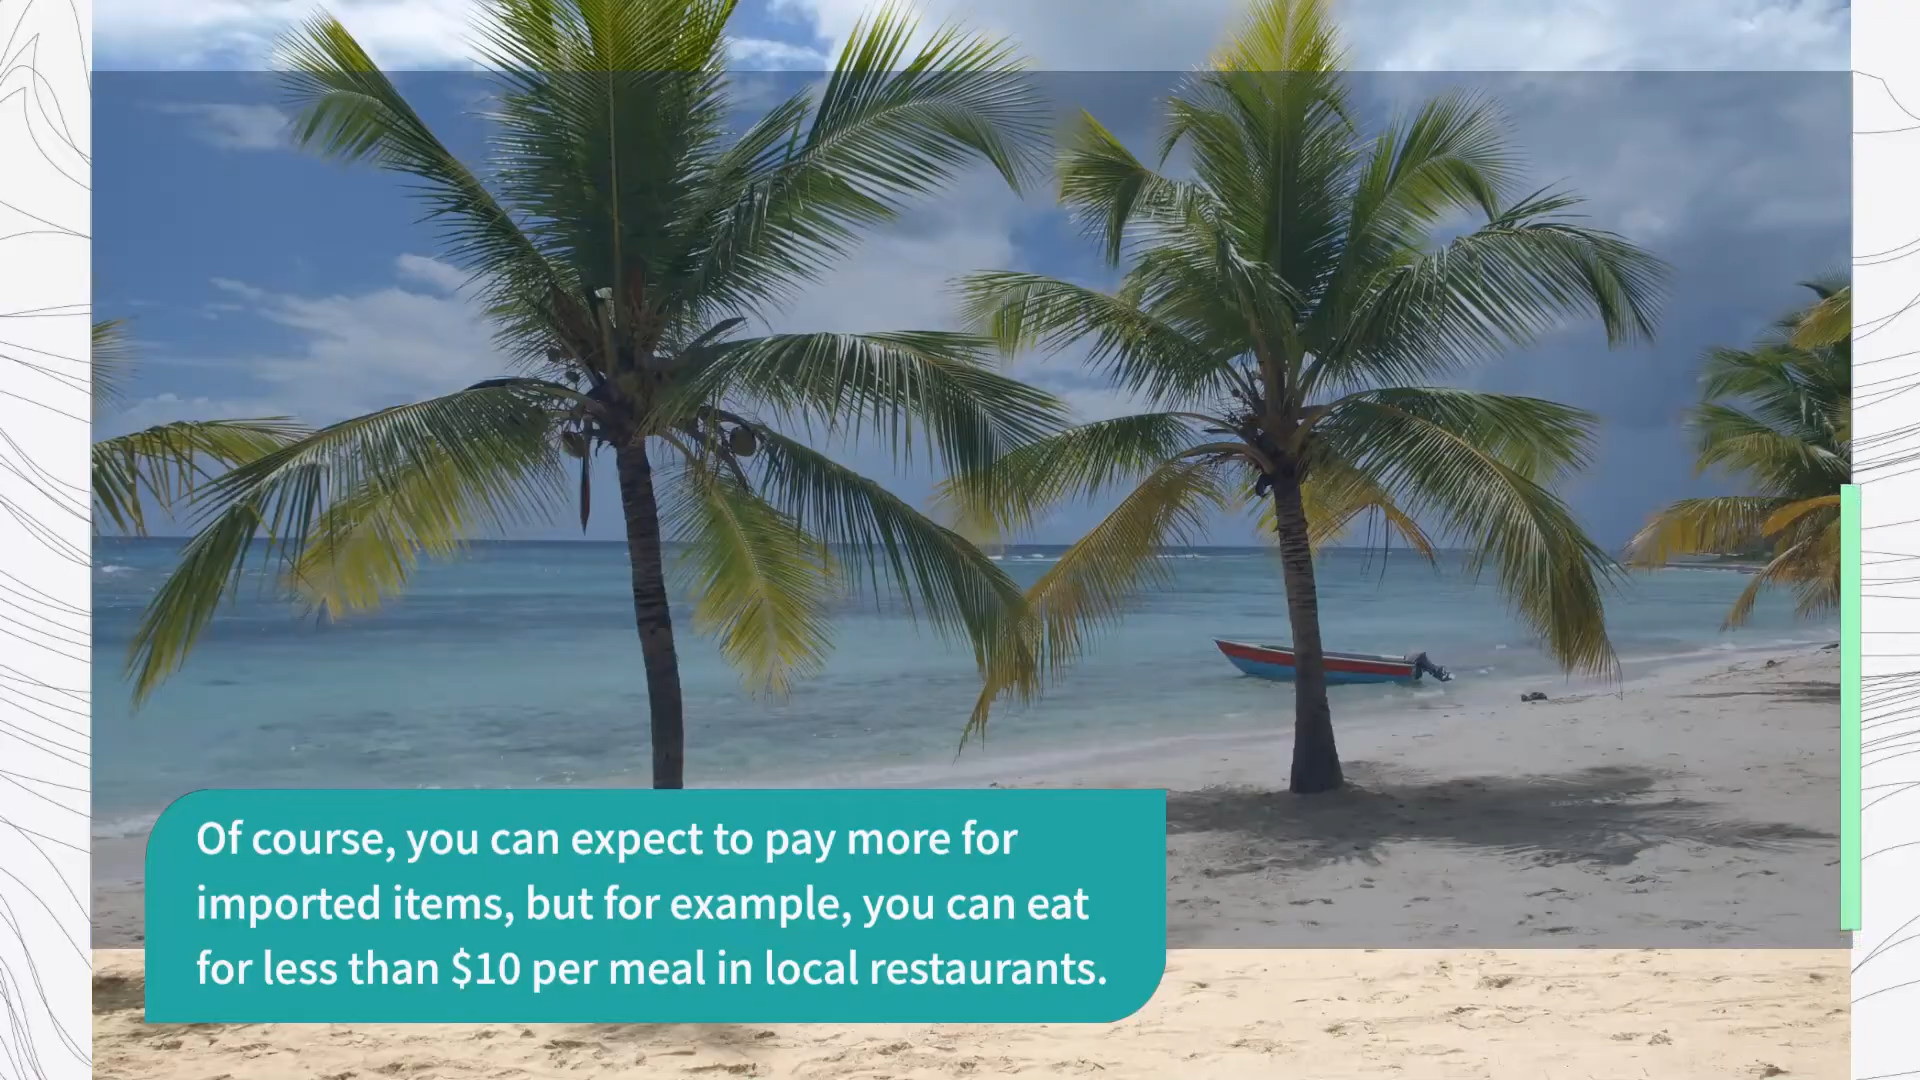 Of course, you can expect to pay more for
imported items, but for example, you can eat
for less than $10 per meal in local restaurants.